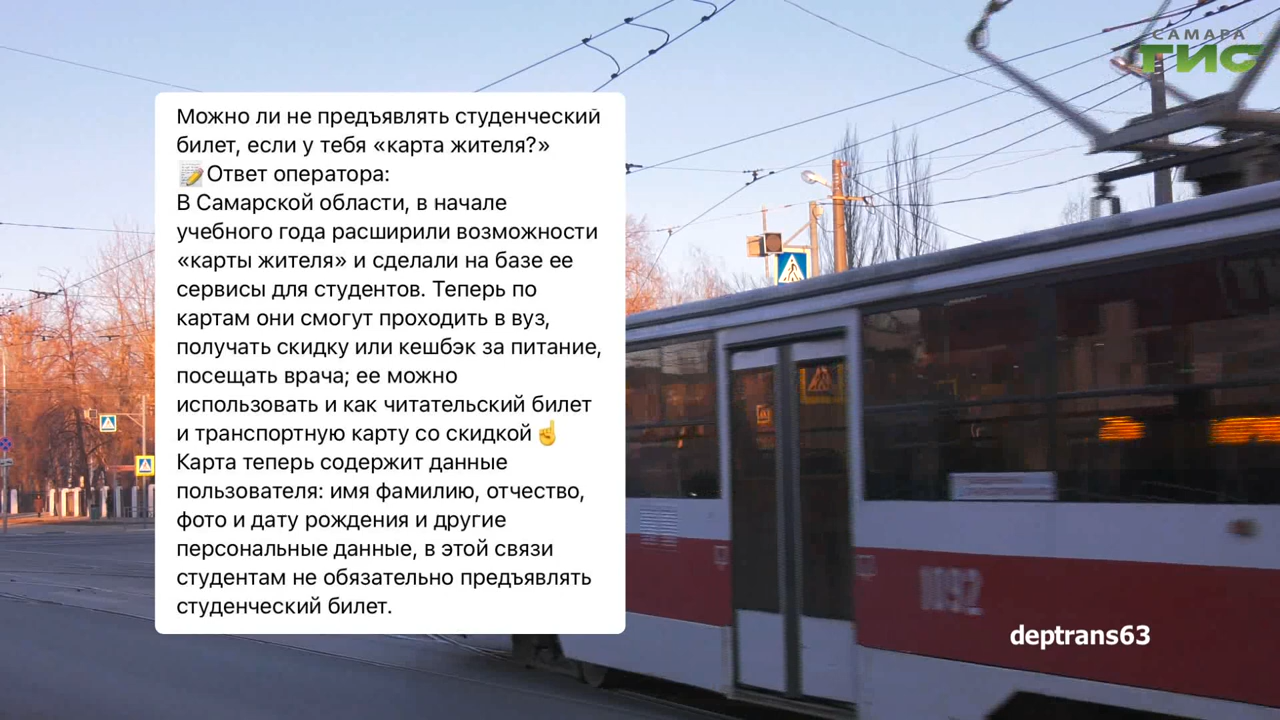 САМАРА
ГИС
Можно ли не предъявлять студенческий
билет, если у тебя «карта жителя?»
📝Ответ оператора:
В Самарской области, в начале
учебного года расширили возможности
«карты жителя» и сделали на базе ее
сервисы для студентов. Теперь по
картам они смогут проходить в вуз,
получать скидку или кешбэк за питание,
посещать врача; ее можно
использовать и как читательский билет
и транспортную карту со скидкой☝
Карта теперь содержит данные
пользователя: имя фамилию, отчество,
фото и дату рождения и другие
персональные данные, в этой связи
студентам не обязательно предъявлять
студенческий билет.
1092
deptrans63